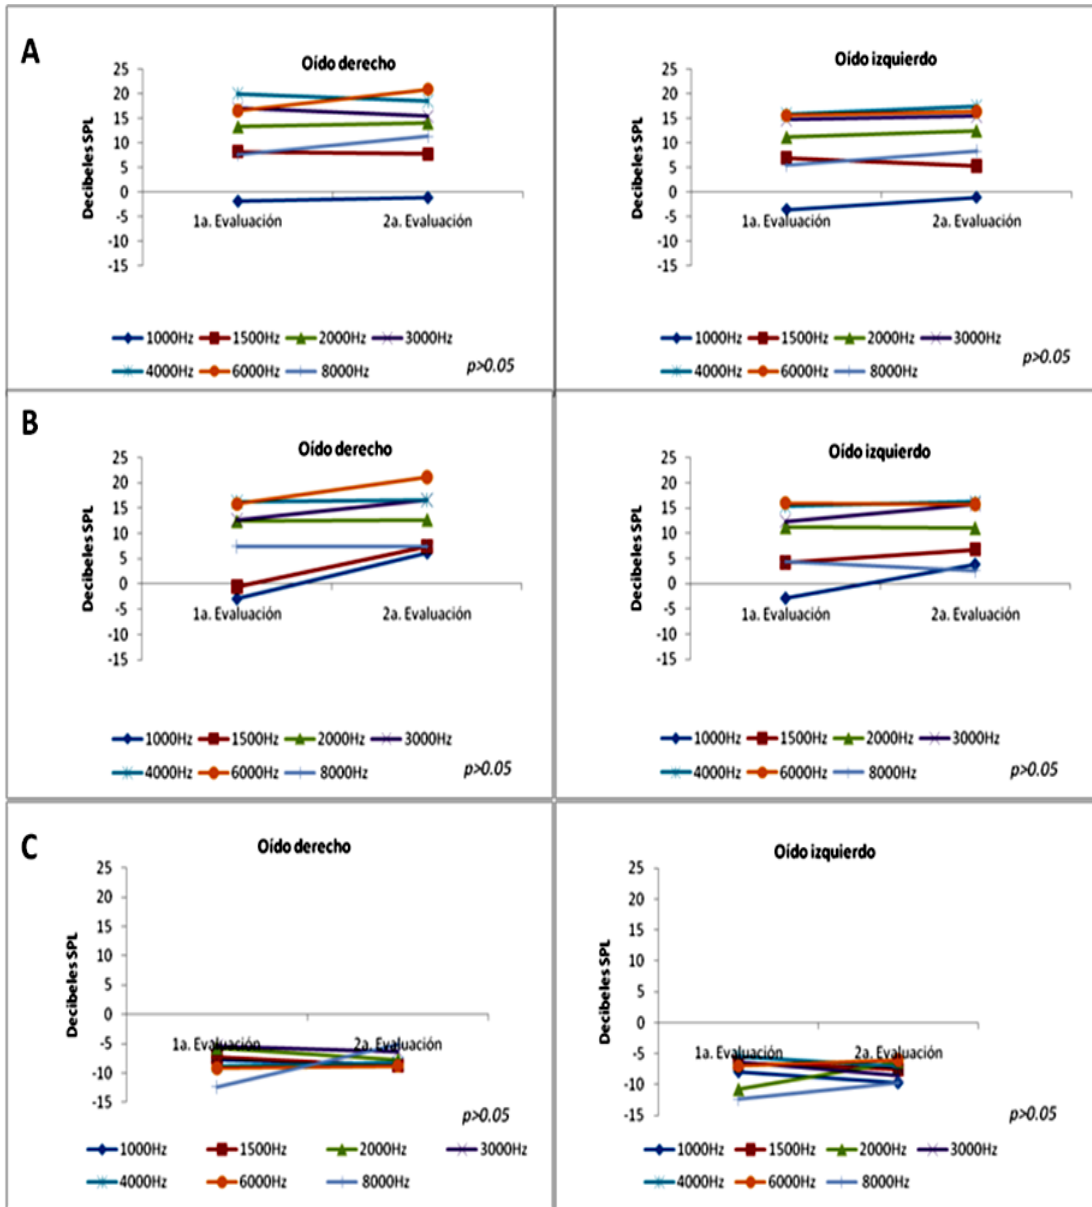 A
Oído derecho
Decibeles SPL
25
20
15
10
5
0
-5
-10
-15
1a. Evaluación 2a. Evaluación
1000Hz 1500Hz 2000Hz 3000Hz
4000Hz 6000Hz 8000Hz
p>0.05
Oído izquierdo
Decibeles SPL
25
20
15
10
5
0
-5
-10
-15
1a. Evaluación 2a. Evaluación
1000Hz 1500Hz 2000Hz 3000Hz
4000Hz 6000Hz 8000Hz
p>0.05
B
Oído derecho
Decibeles SPL
25
20
15
10
5
0
-5
-10
-15
1a. Evaluación 2a. Evaluación
1000Hz 1500Hz 2000Hz 3000Hz
4000Hz 6000Hz 8000Hz
p>0.05
Oído izquierdo
Decibeles SPL
25
20
15
10
5
0
-5
-10
-15
1a. Evaluación 2a. Evaluación
1000Hz 1500Hz 2000Hz 3000Hz
4000Hz 6000Hz 8000Hz
p>0.05
C
Oído derecho
Decibeles SPL
25
20
15
10
5
0
-5
-10
-15
1a. Evaluación 2a. Evaluación
p>0.05
1000Hz 1500Hz 2000Hz 3000Hz
4000Hz 6000Hz 8000Hz
Oído izquierdo
Decibeles SPL
25
20
15
10
5
0
-5
-10
-15
1a. Evaluación 2a. Evaluación
p>0.05
1000Hz 1500Hz 2000Hz 3000Hz
4000Hz 6000Hz 8000Hz